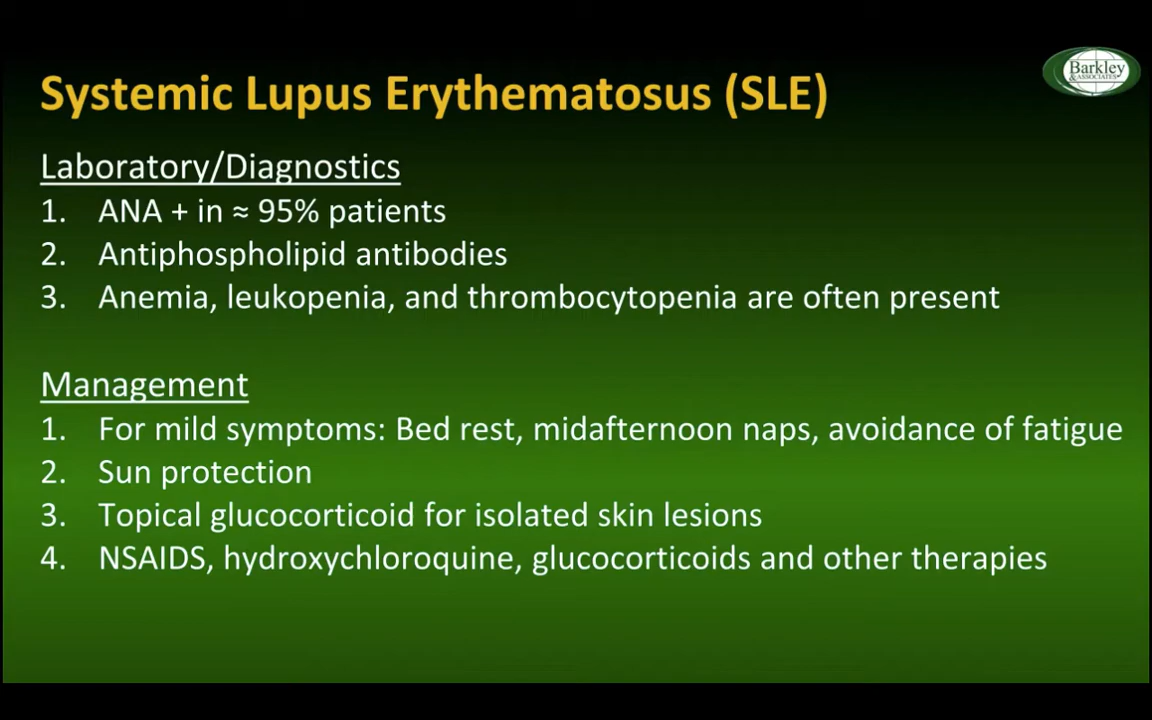 Systemic Lupus Erythematosus (SLE)
Barkley
& ASSOCIATES
Laboratory/Diagnostics
1. ANA + in ≈ 95% patients
2. Antiphospholipid antibodies
3. Anemia, leukopenia, and thrombocytopenia are often present
Management
1. For mild symptoms: Bed rest, midafternoon naps, avoidance of fatigue
2. Sun protection
3. Topical glucocorticoid for isolated skin lesions
4. NSAIDS, hydroxychloroquine, glucocorticoids and other therapies